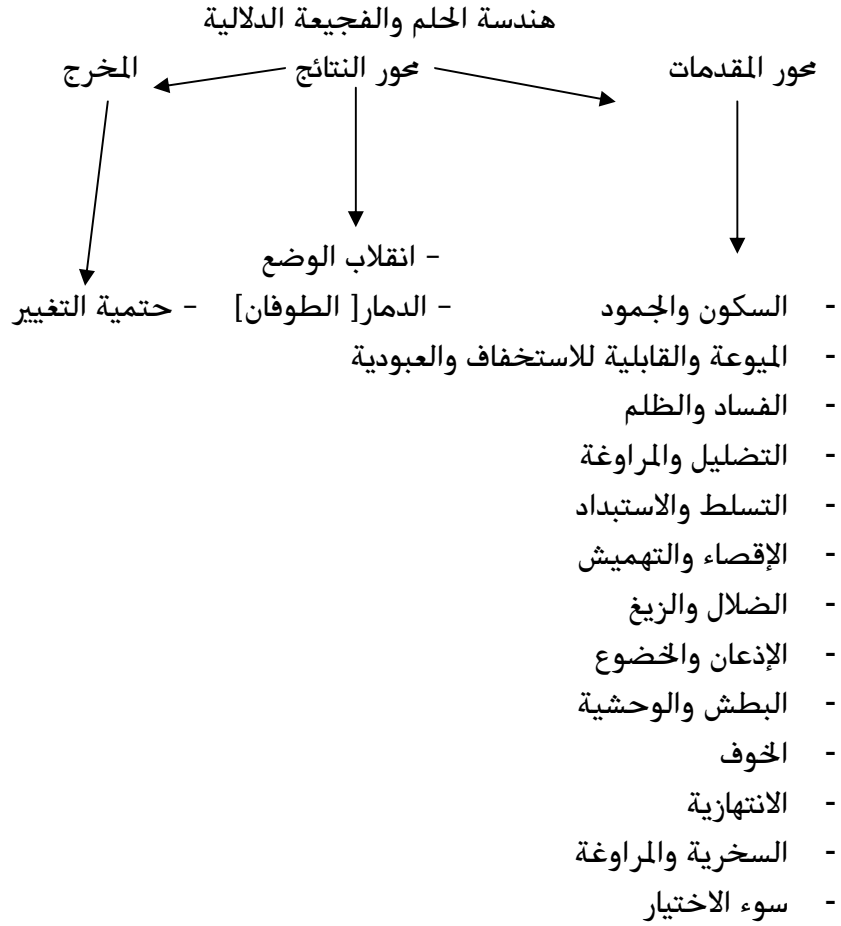 هندسة الحلم والفجيعة الدلالية
محور المقدمات محور النتائج المخرج
- انقلاب الوضع
- السكون والجمود - الدمار[ الطوفان] - حتمية التغيير
- الميوعة والقابلية للاستخفاف والعبودية
- الفساد والظلم
- التضليل والمراوغة
- التسلط والاستبداد
- الإقصاء والتهميش
- الضلال والزيغ
- الإذعان والخضوع
- البطش والوحشية
- الخوف
- الانتهازية
- السخرية والمراوغة
- سوء الاختيار